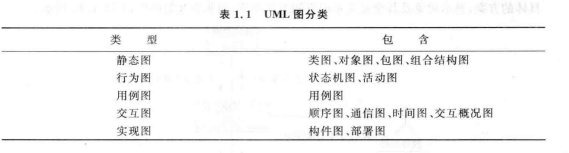 表 1.1 UML 图分类
类 型 包 含
静态图 类图、对象图、包图、组合结构图
行为图 状态机图、活动图
用例图 用例图
交互图 顺序图、通信图、时间图、交互概况图
实现图 构件图、部署图